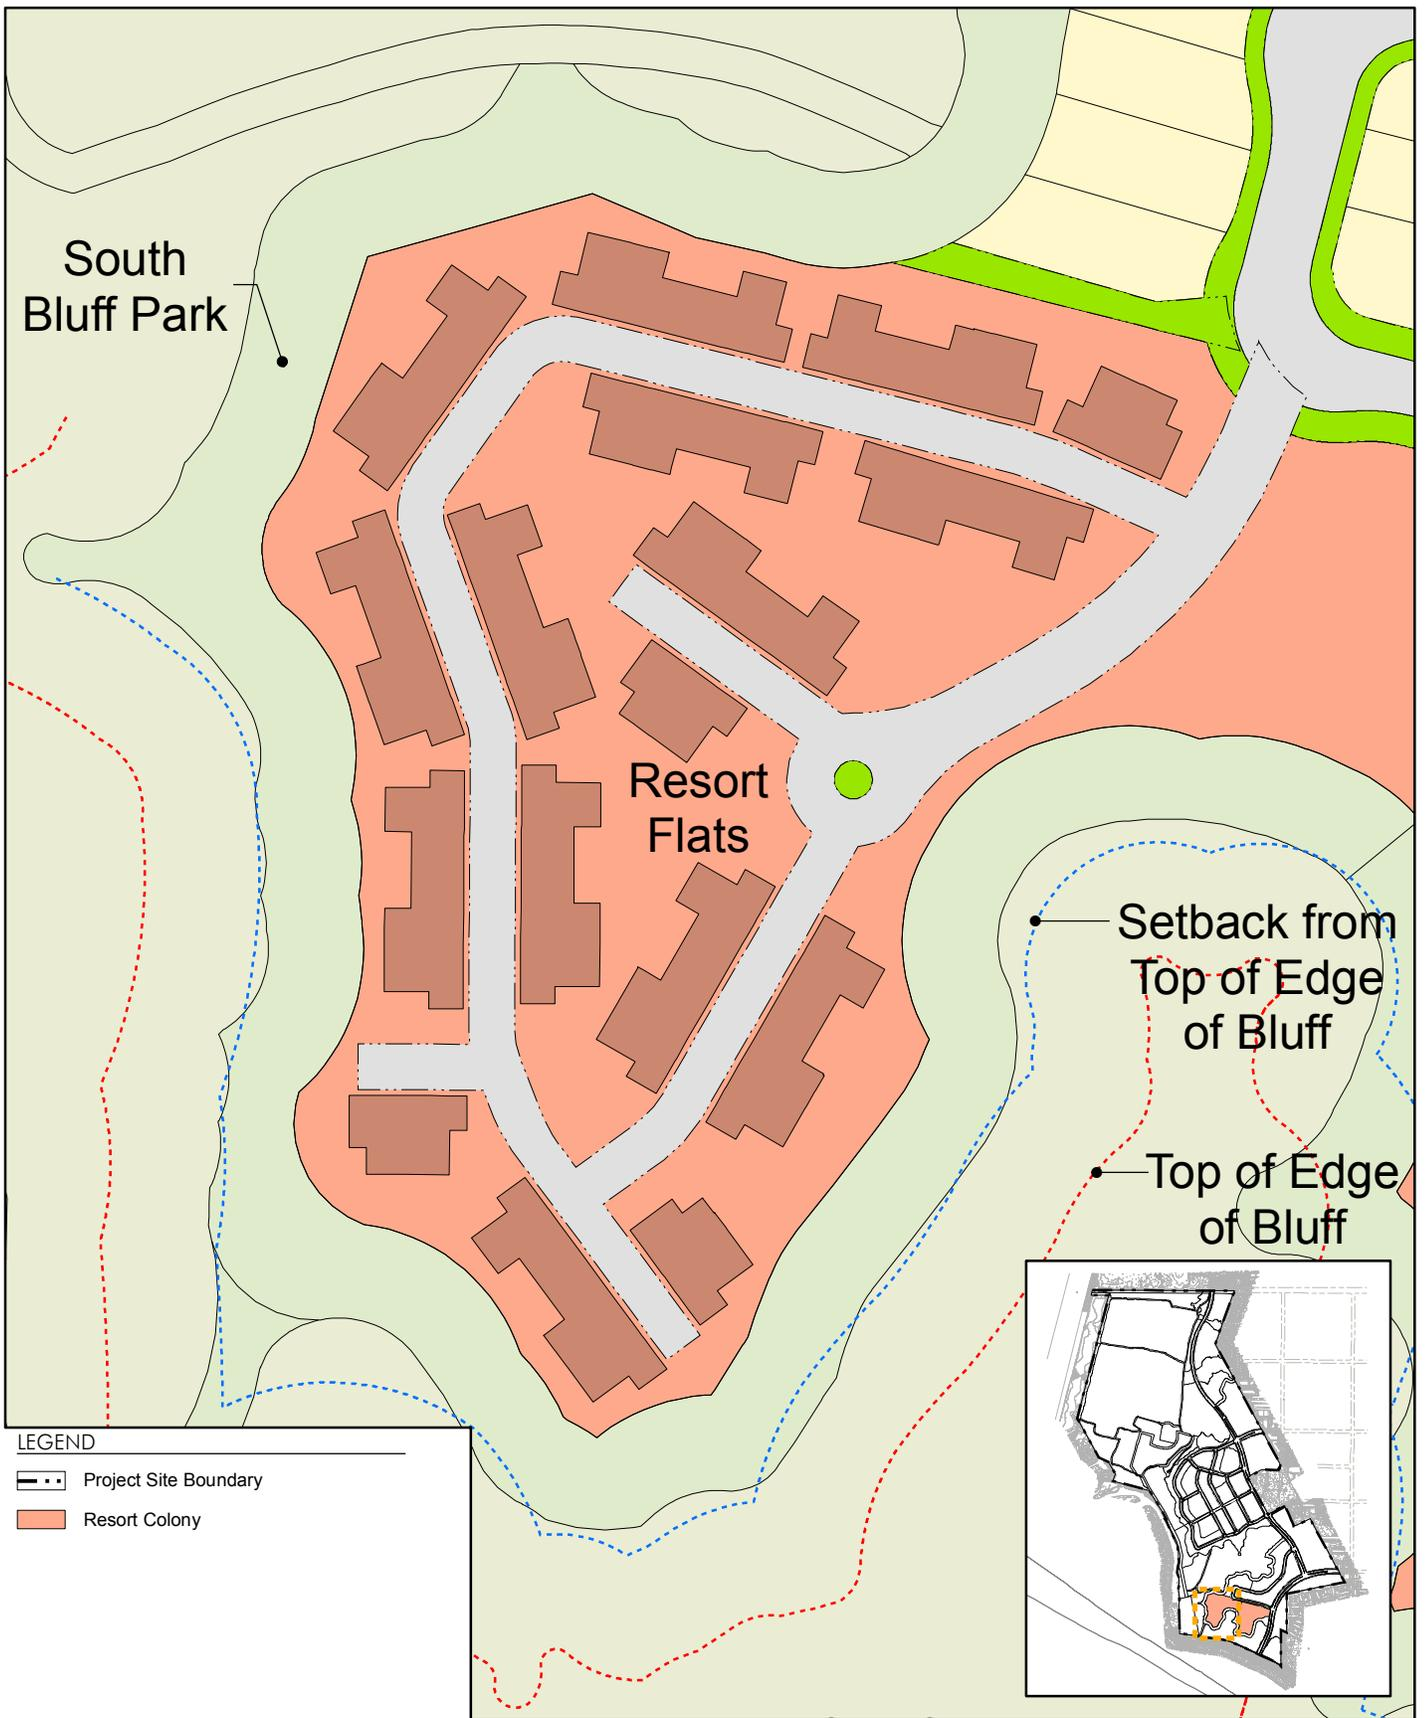 South
Bluff Park
Resort
Flats
Setback from
Top of Edge
of Bluff
Top of Edge
of Bluff
LEGEND
Project Site Boundary
Resort Colony